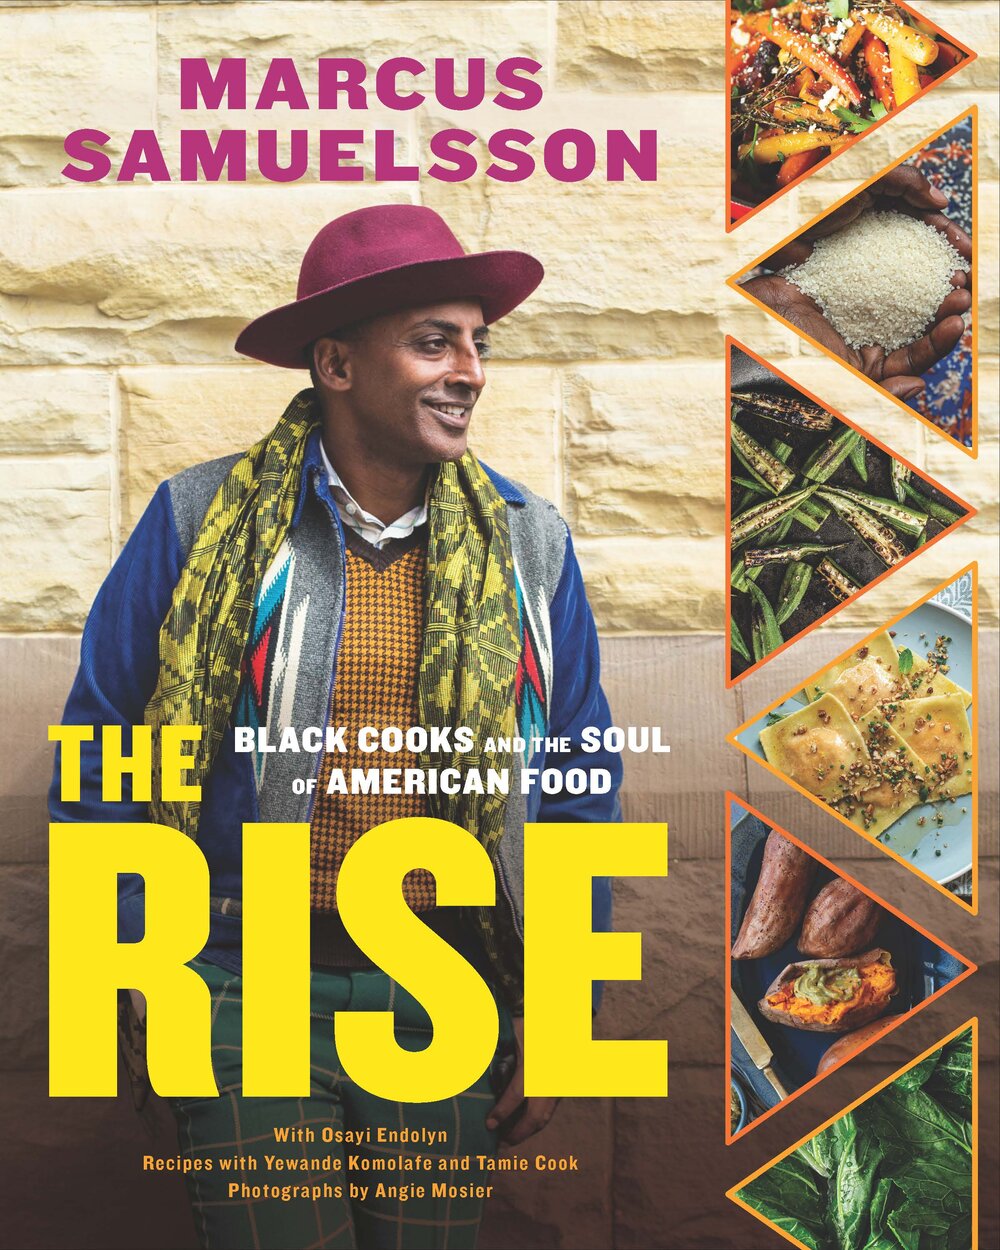 MARCUS
SAMUELSSON
THE
BLACK COOKS AND THE SOUL
OF AMERICAN FOOD
RISE
With Osayi Endolyn
Recipes with Yewande Komolafe and Tamie Cook
Photographs by Angie Mosier